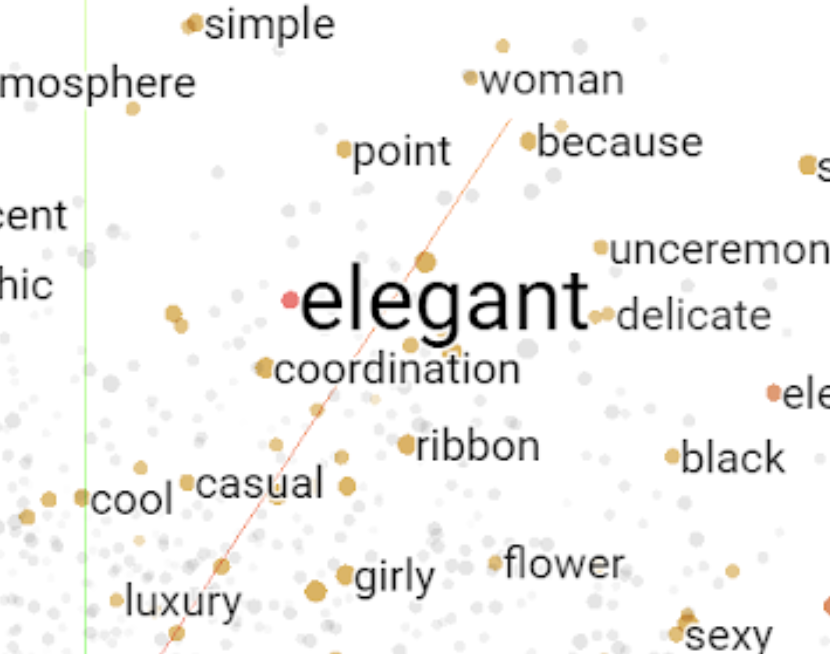 simple
mosphere
woman
point
because
s
cent
unceremon
hic
elegant
delicate
coordination
ele
ribbon
black
casual
cool
flower
girly
luxury
sexy